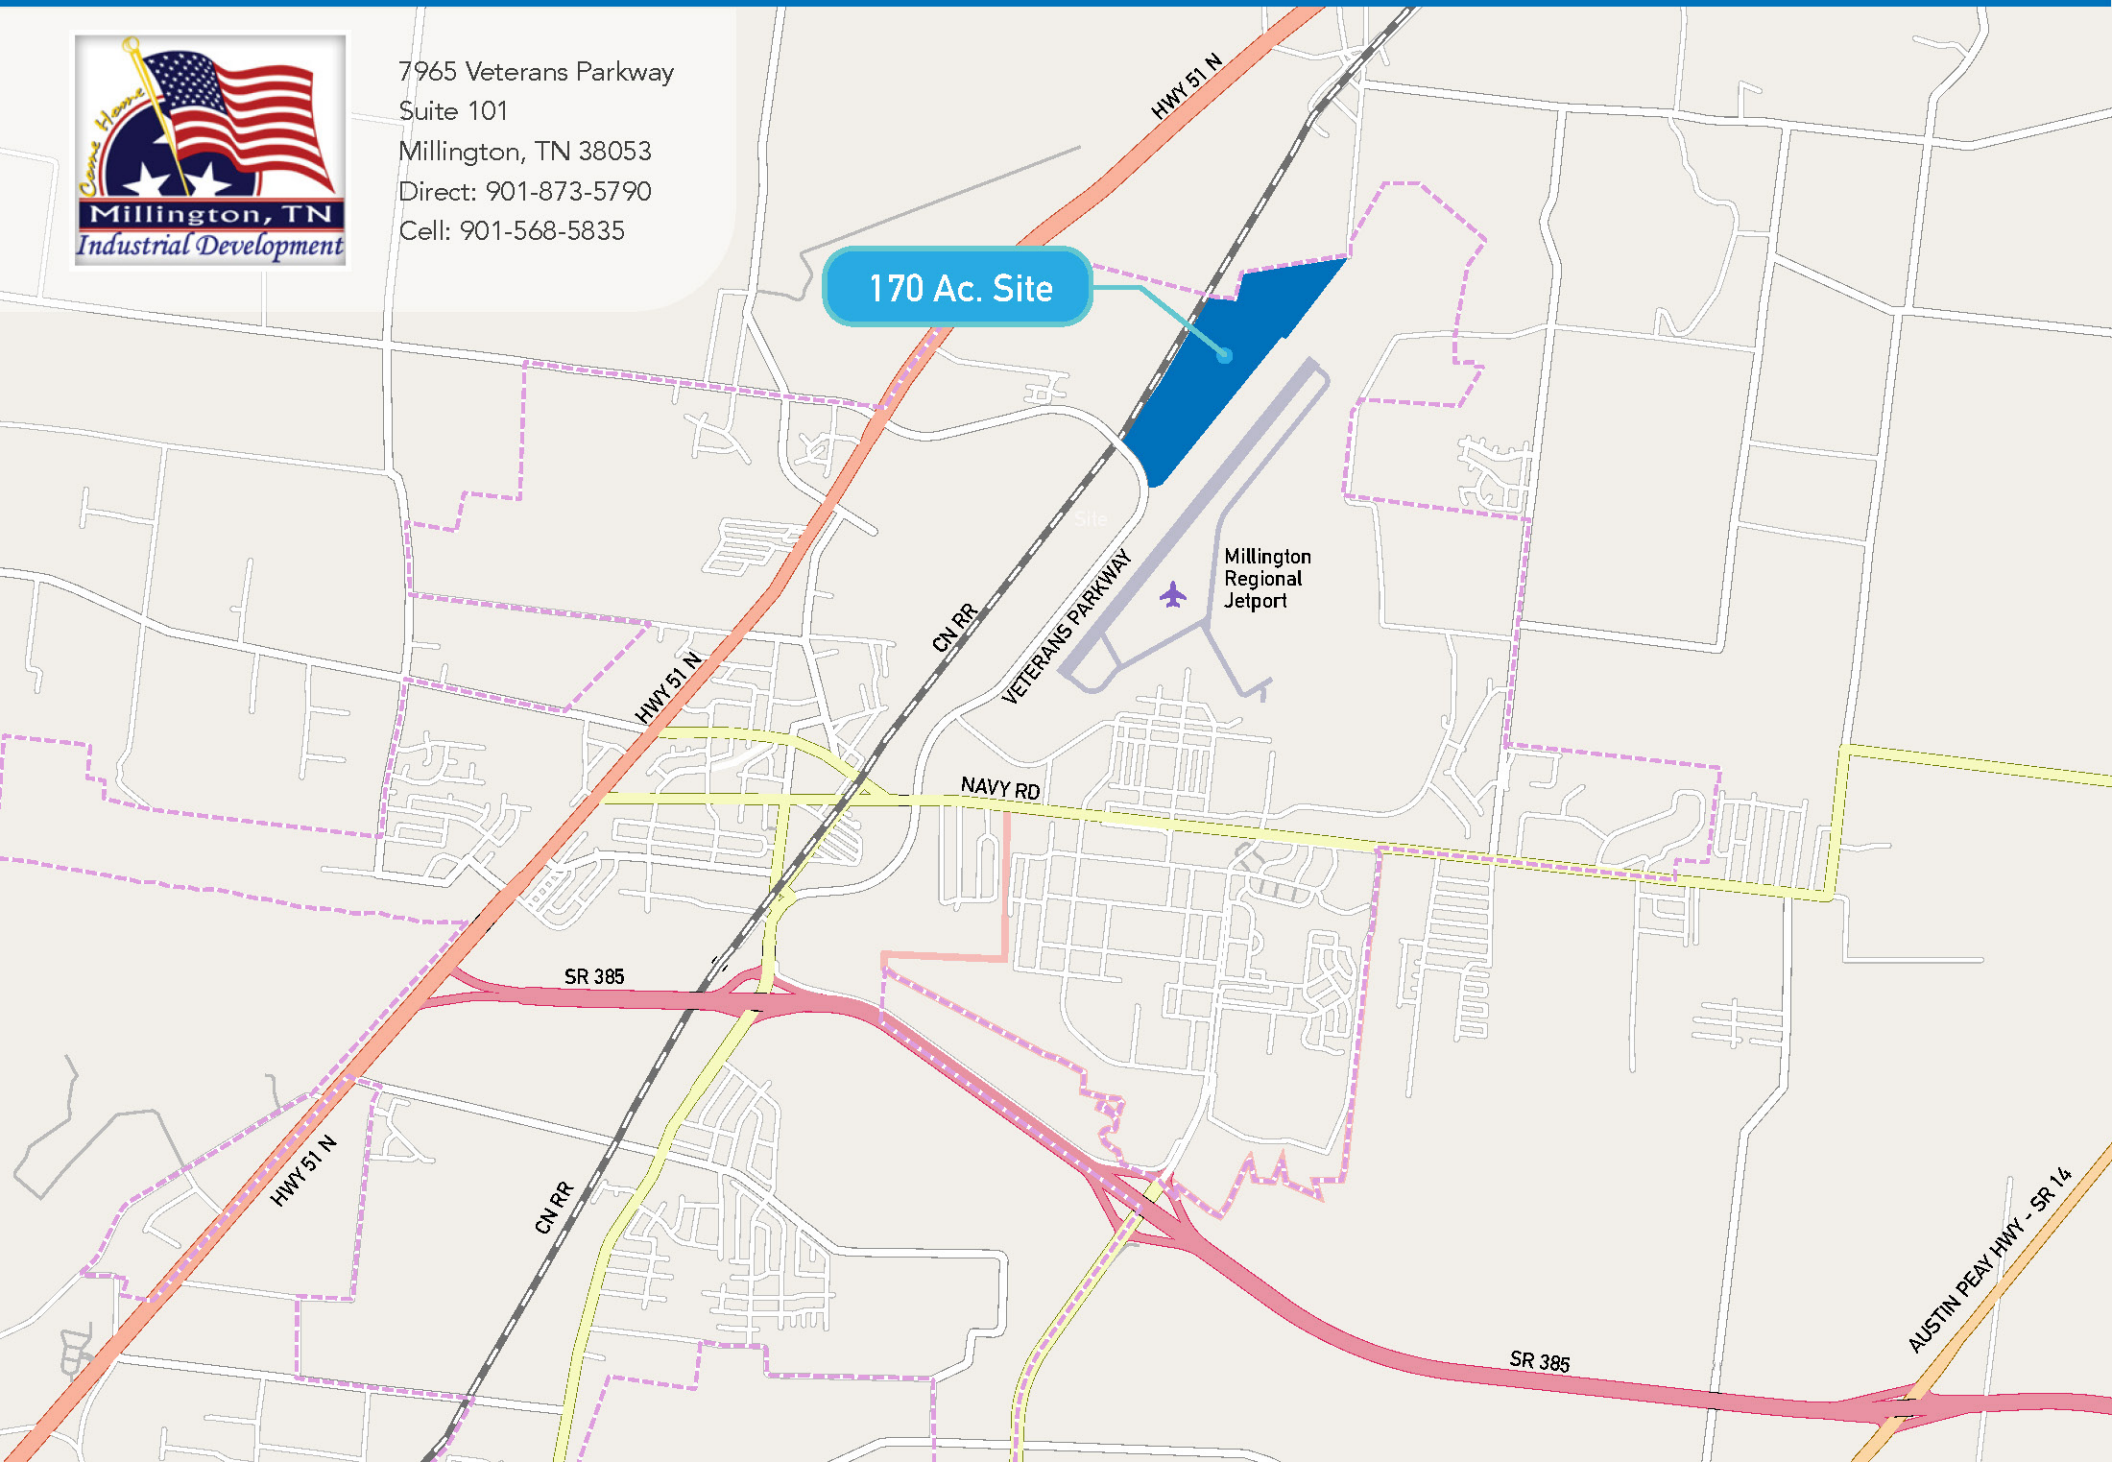 Come Home
Millington, TN
Industrial Development
7965 Veterans Parkway
Suite 101
Millington, TN 38053
Direct: 901-873-5790
Cell: 901-568-5835
HWY 51 N
170 Ac. Site
Site
Millington
Regional
Jetport
CN RR
VETERANS PARKWAY
HWY 51 N
NAVY RD
SR 385
HWY 51 N
CN RR
AUSTIN PEAY HWY - SR 14
SR 385